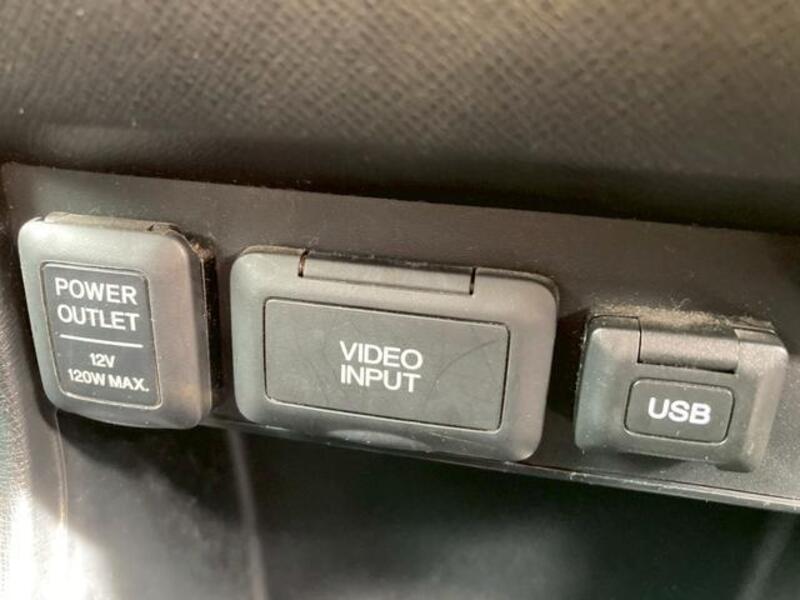 POWER
OUTLET
12V
120W MAX.
VIDEO
INPUT
USB